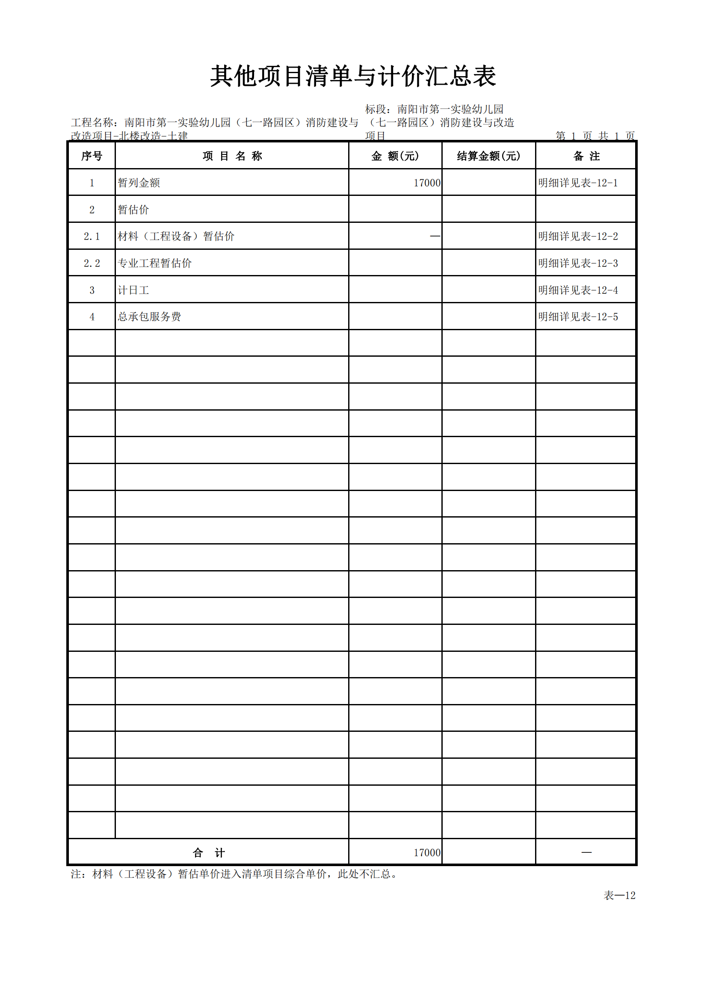 其他项目清单与计价汇总表
工程名称：南阳市第一实验幼儿园（七一路园区）消防建设与
改造项目-北楼改造-土建
标段：南阳市第一实验幼儿园
（七一路园区）消防建设与改造
项目
第 1 页 共 1 页
序号 项 目 名 称 金 额(元) 结算金额(元) 备 注
1 暂列金额 17000 明细详见表-12-1
2 暂估价
2.1 材料（工程设备）暂估价 — 明细详见表-12-2
2.2 专业工程暂估价 明细详见表-12-3
3 计日工 明细详见表-12-4
4 总承包服务费 明细详见表-12-5
合 计 17000 —
注：材料（工程设备）暂估单价进入清单项目综合单价，此处不汇总。
表—12